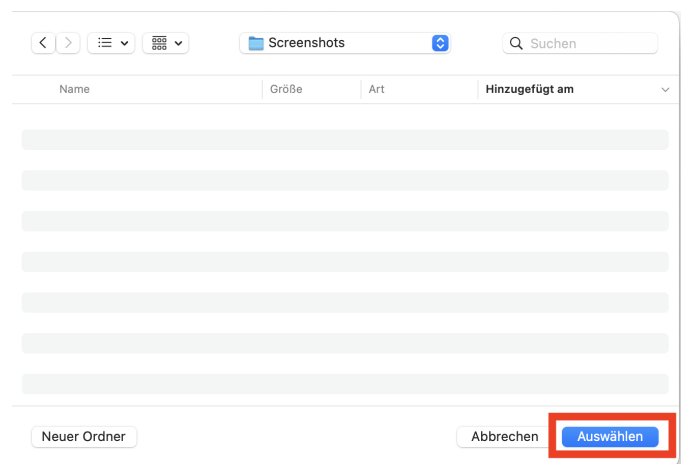 Screenshots
Suchen
Name Größe Art Hinzugefügt am
Neuer Ordner Abbrechen Auswählen